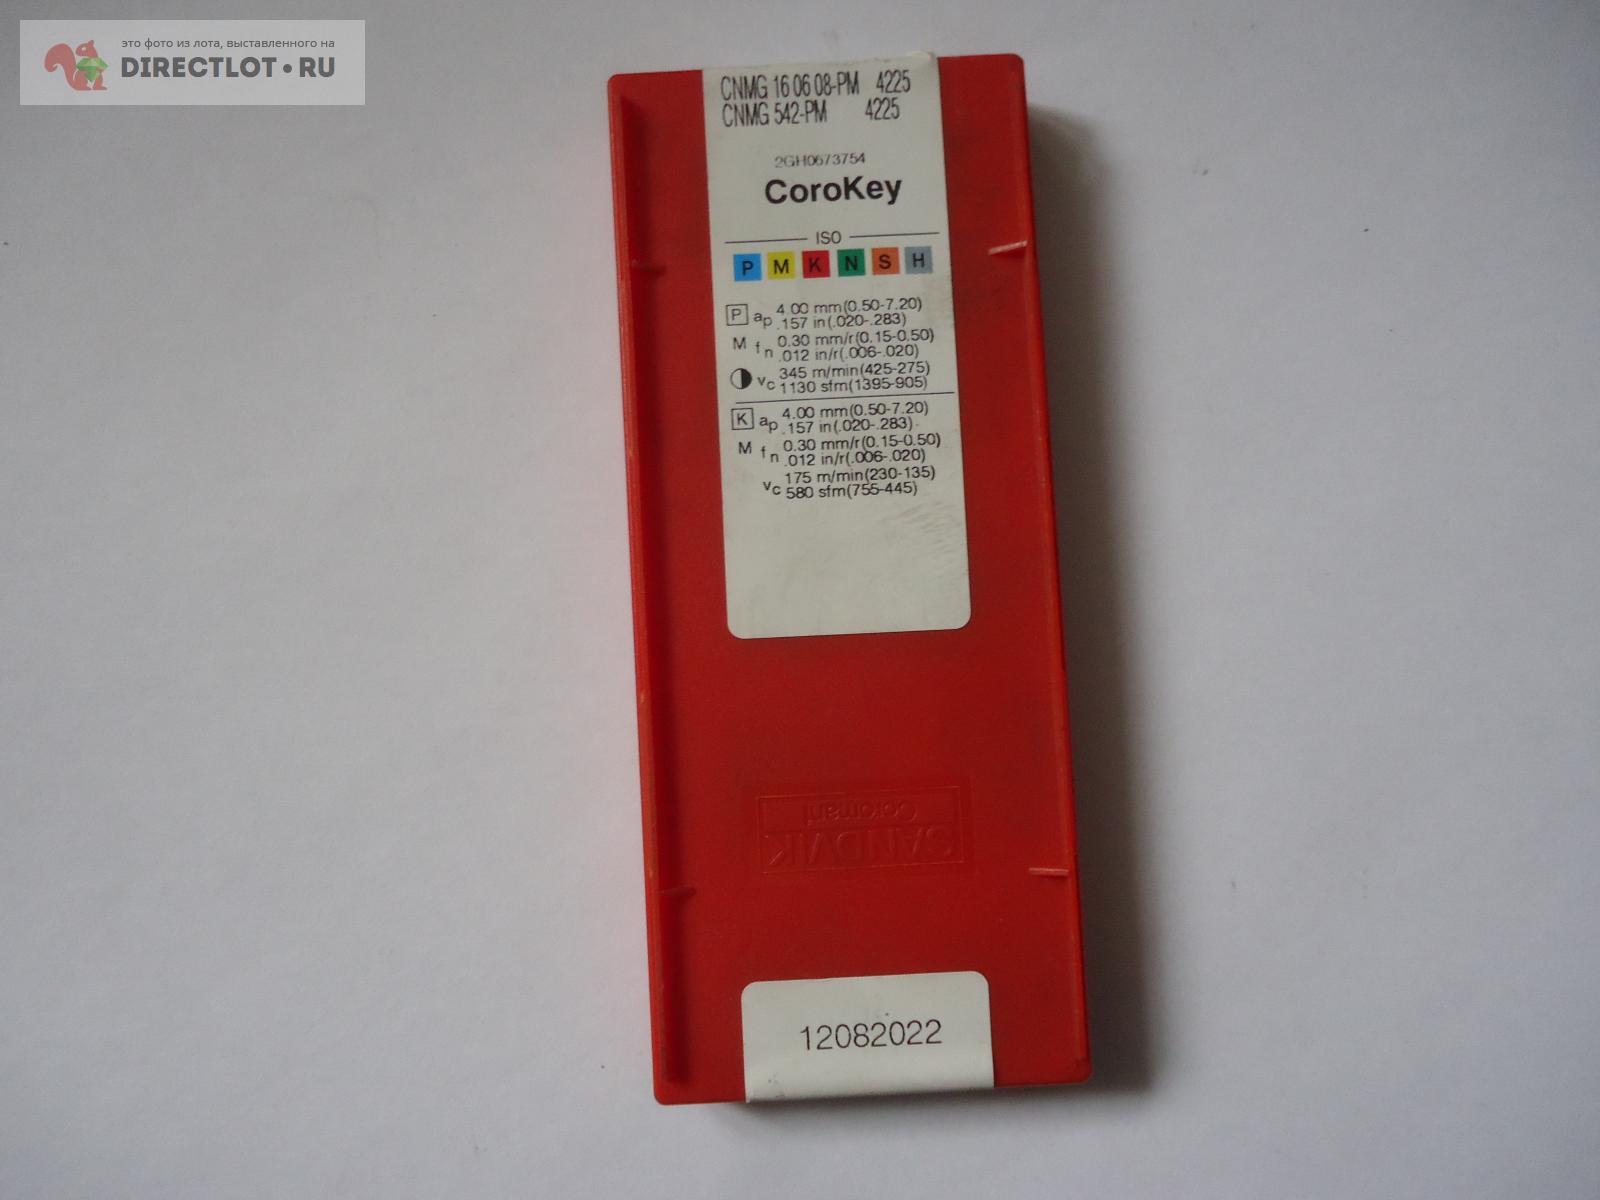 это фото из лота, выставленного на
DIRECTLOT•RU
CNMG 16 06 08-PM 4225
CNMG 542-PM 4225
2GH0673754
CoroKey
ISO
P M K N S H
P ap 4.00 mm(0.50-7.20)
.157 in(.020-.283)
M fn 0.30 mm/r(0.15-0.50)
.012 in/r(.006-.020)
vc 345 m/min(425-275)
1130 sfm(1395-905)
K ap 4.00 mm(0.50-7.20)
.157 in(.020-.283)
M fn 0.30 mm/r(0.15-0.50)
.012 in/r(.006-.020)
vc 175 m/min(230-135)
580 sfm(755-445)
SANDVIK
Coromant
12082022